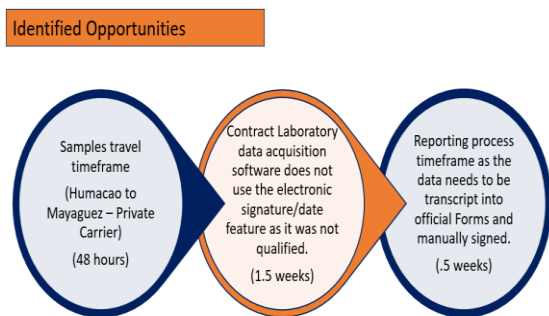 Identified Opportunities
Samples travel
timeframe
(Humacao to
Mayaguez – Private
Carrier)
(48 hours)
Contract Laboratory
data acquisition
software does not
use the electronic
signature/date
feature as it was not
qualified.
(1.5 weeks)
Reporting process
timeframe as the
data needs to be
transcript into
official Forms and
manually signed.
(.5 weeks)